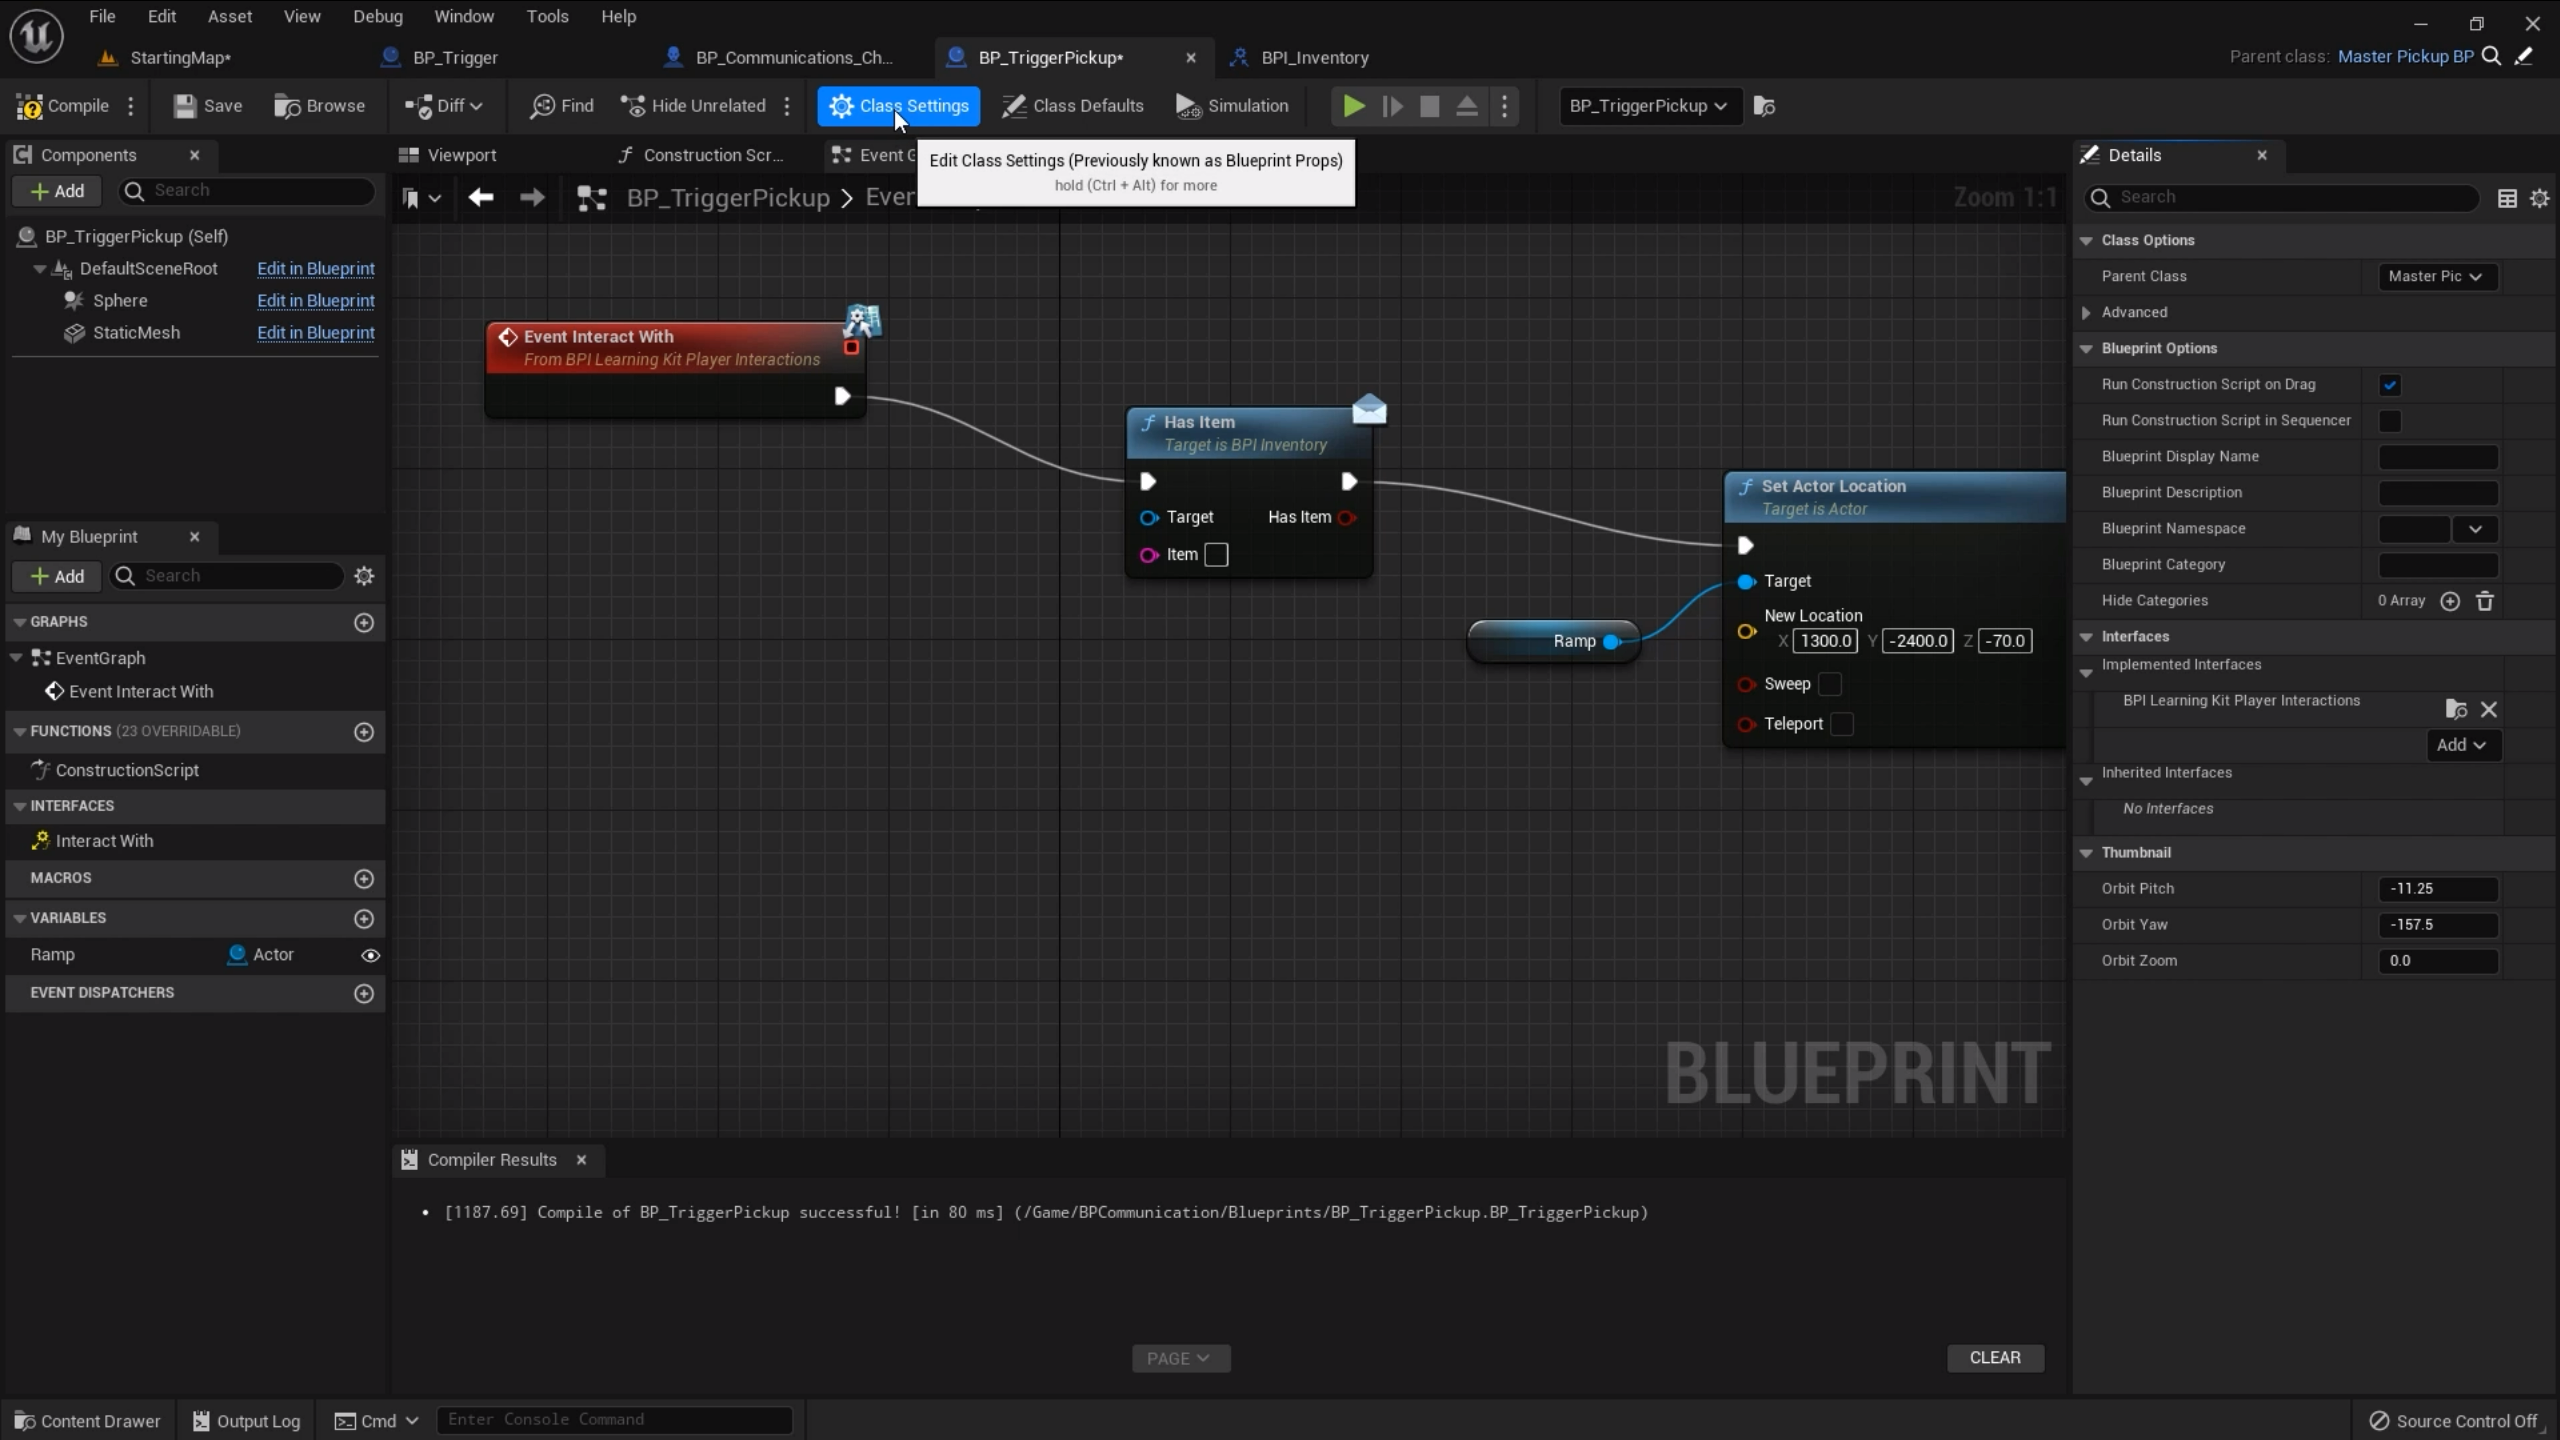 File Edit Asset View Debug Window Tools Help
StartingMap* BP_Trigger BP_Communications_Ch... BP_TriggerPickup* BPI_Inventory Parent class: Master Pickup BP
Compile Save Browse Diff Find Hide Unrelated Class Settings Class Defaults Simulation BP_TriggerPickup
Components
Add Search
BP_TriggerPickup (Self)
DefaultSceneRoot Edit in Blueprint
Sphere Edit in Blueprint
StaticMesh Edit in Blueprint
My Blueprint
Add Search
GRAPHS
EventGraph
Event Interact With
FUNCTIONS (23 OVERRIDABLE)
ConstructionScript
INTERFACES
Interact With
MACROS
VARIABLES
Ramp Actor
EVENT DISPATCHERS
Viewport Construction Scr... Event G
Edit Class Settings (Previously known as Blueprint Props)
hold (Ctrl + Alt) for more
BP_TriggerPickup > Even
Zoom 1:1
Event Interact With
From BPI Learning Kit Player Interactions
Has Item
Target is BPI Inventory
Target Has Item
Item
Ramp
Set Actor Location
Target is Actor
Target
New Location
X 1300.0 Y -2400.0 Z -70.0
Sweep
Teleport
BLUEPRINT
Compiler Results
• [1187.69] Compile of BP_TriggerPickup successful! [in 80 ms] (/Game/BPCommunication/Blueprints/BP_TriggerPickup.BP_TriggerPickup)
PAGE
CLEAR
Details
Search
Class Options
Parent Class Master Pic
Advanced
Blueprint Options
Run Construction Script on Drag
Run Construction Script in Sequencer
Blueprint Display Name
Blueprint Description
Blueprint Namespace
Blueprint Category
Hide Categories 0 Array
Interfaces
Implemented Interfaces
BPI Learning Kit Player Interactions
Add
Inherited Interfaces
No Interfaces
Thumbnail
Orbit Pitch -11.25
Orbit Yaw -157.5
Orbit Zoom 0.0
Content Drawer Output Log Cmd Enter Console Command Source Control Off